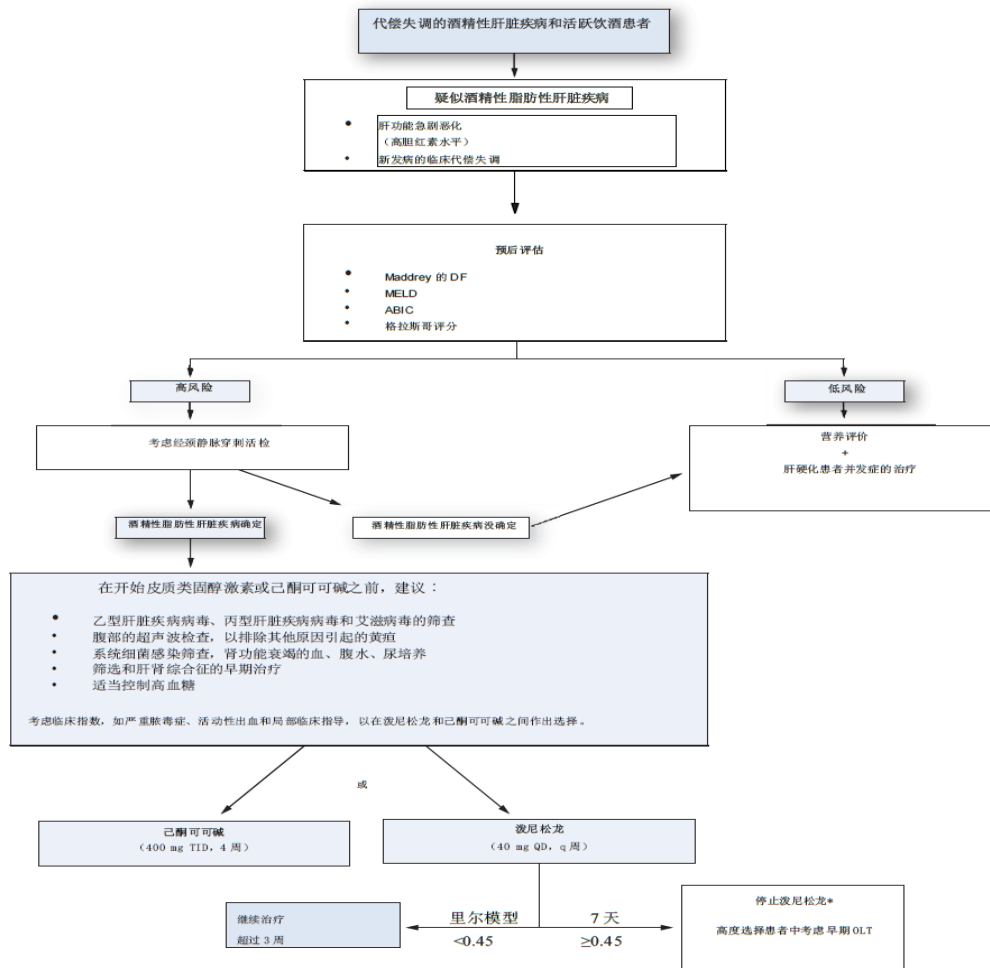 代偿失调的酒精性肝脏疾病和活跃饮酒患者
疑似酒精性脂肪性肝脏疾病
• 肝功能急剧恶化
（高胆红素水平）
• 新发病的临床代偿失调
预后评估
• Maddrey 的 DF
• MELD
• ABIC
• 格拉斯哥评分
高风险
低风险
考虑经颈静脉穿刺活检
营养评价
+
肝硬化患者并发症的治疗
酒精性脂肪性肝脏疾病确定
酒精性脂肪性肝脏疾病没确定
在开始皮质类固醇激素或己酮可可碱之前，建议：
• 乙型肝脏疾病病毒、丙型肝脏疾病病毒和艾滋病毒的筛查
• 腹部的超声波检查，以排除其他原因引起的黄疸
• 系统细菌感染筛查，肾功能衰竭的血、腹水、尿培养
• 筛选和肝肾综合征的早期治疗
• 适当控制高血糖
考虑临床指数，如严重脓毒症、活动性出血和局部临床指导，以在泼尼松龙和己酮可可碱之间作出选择。
或
己酮可可碱
（400 mg TID，4 周）
泼尼松龙
（40 mg QD，q 周）
继续治疗
超过 3 周
里尔模型
<0.45
7 天
≥0.45
停止泼尼松龙*
高度选择患者中考虑早期 OLT